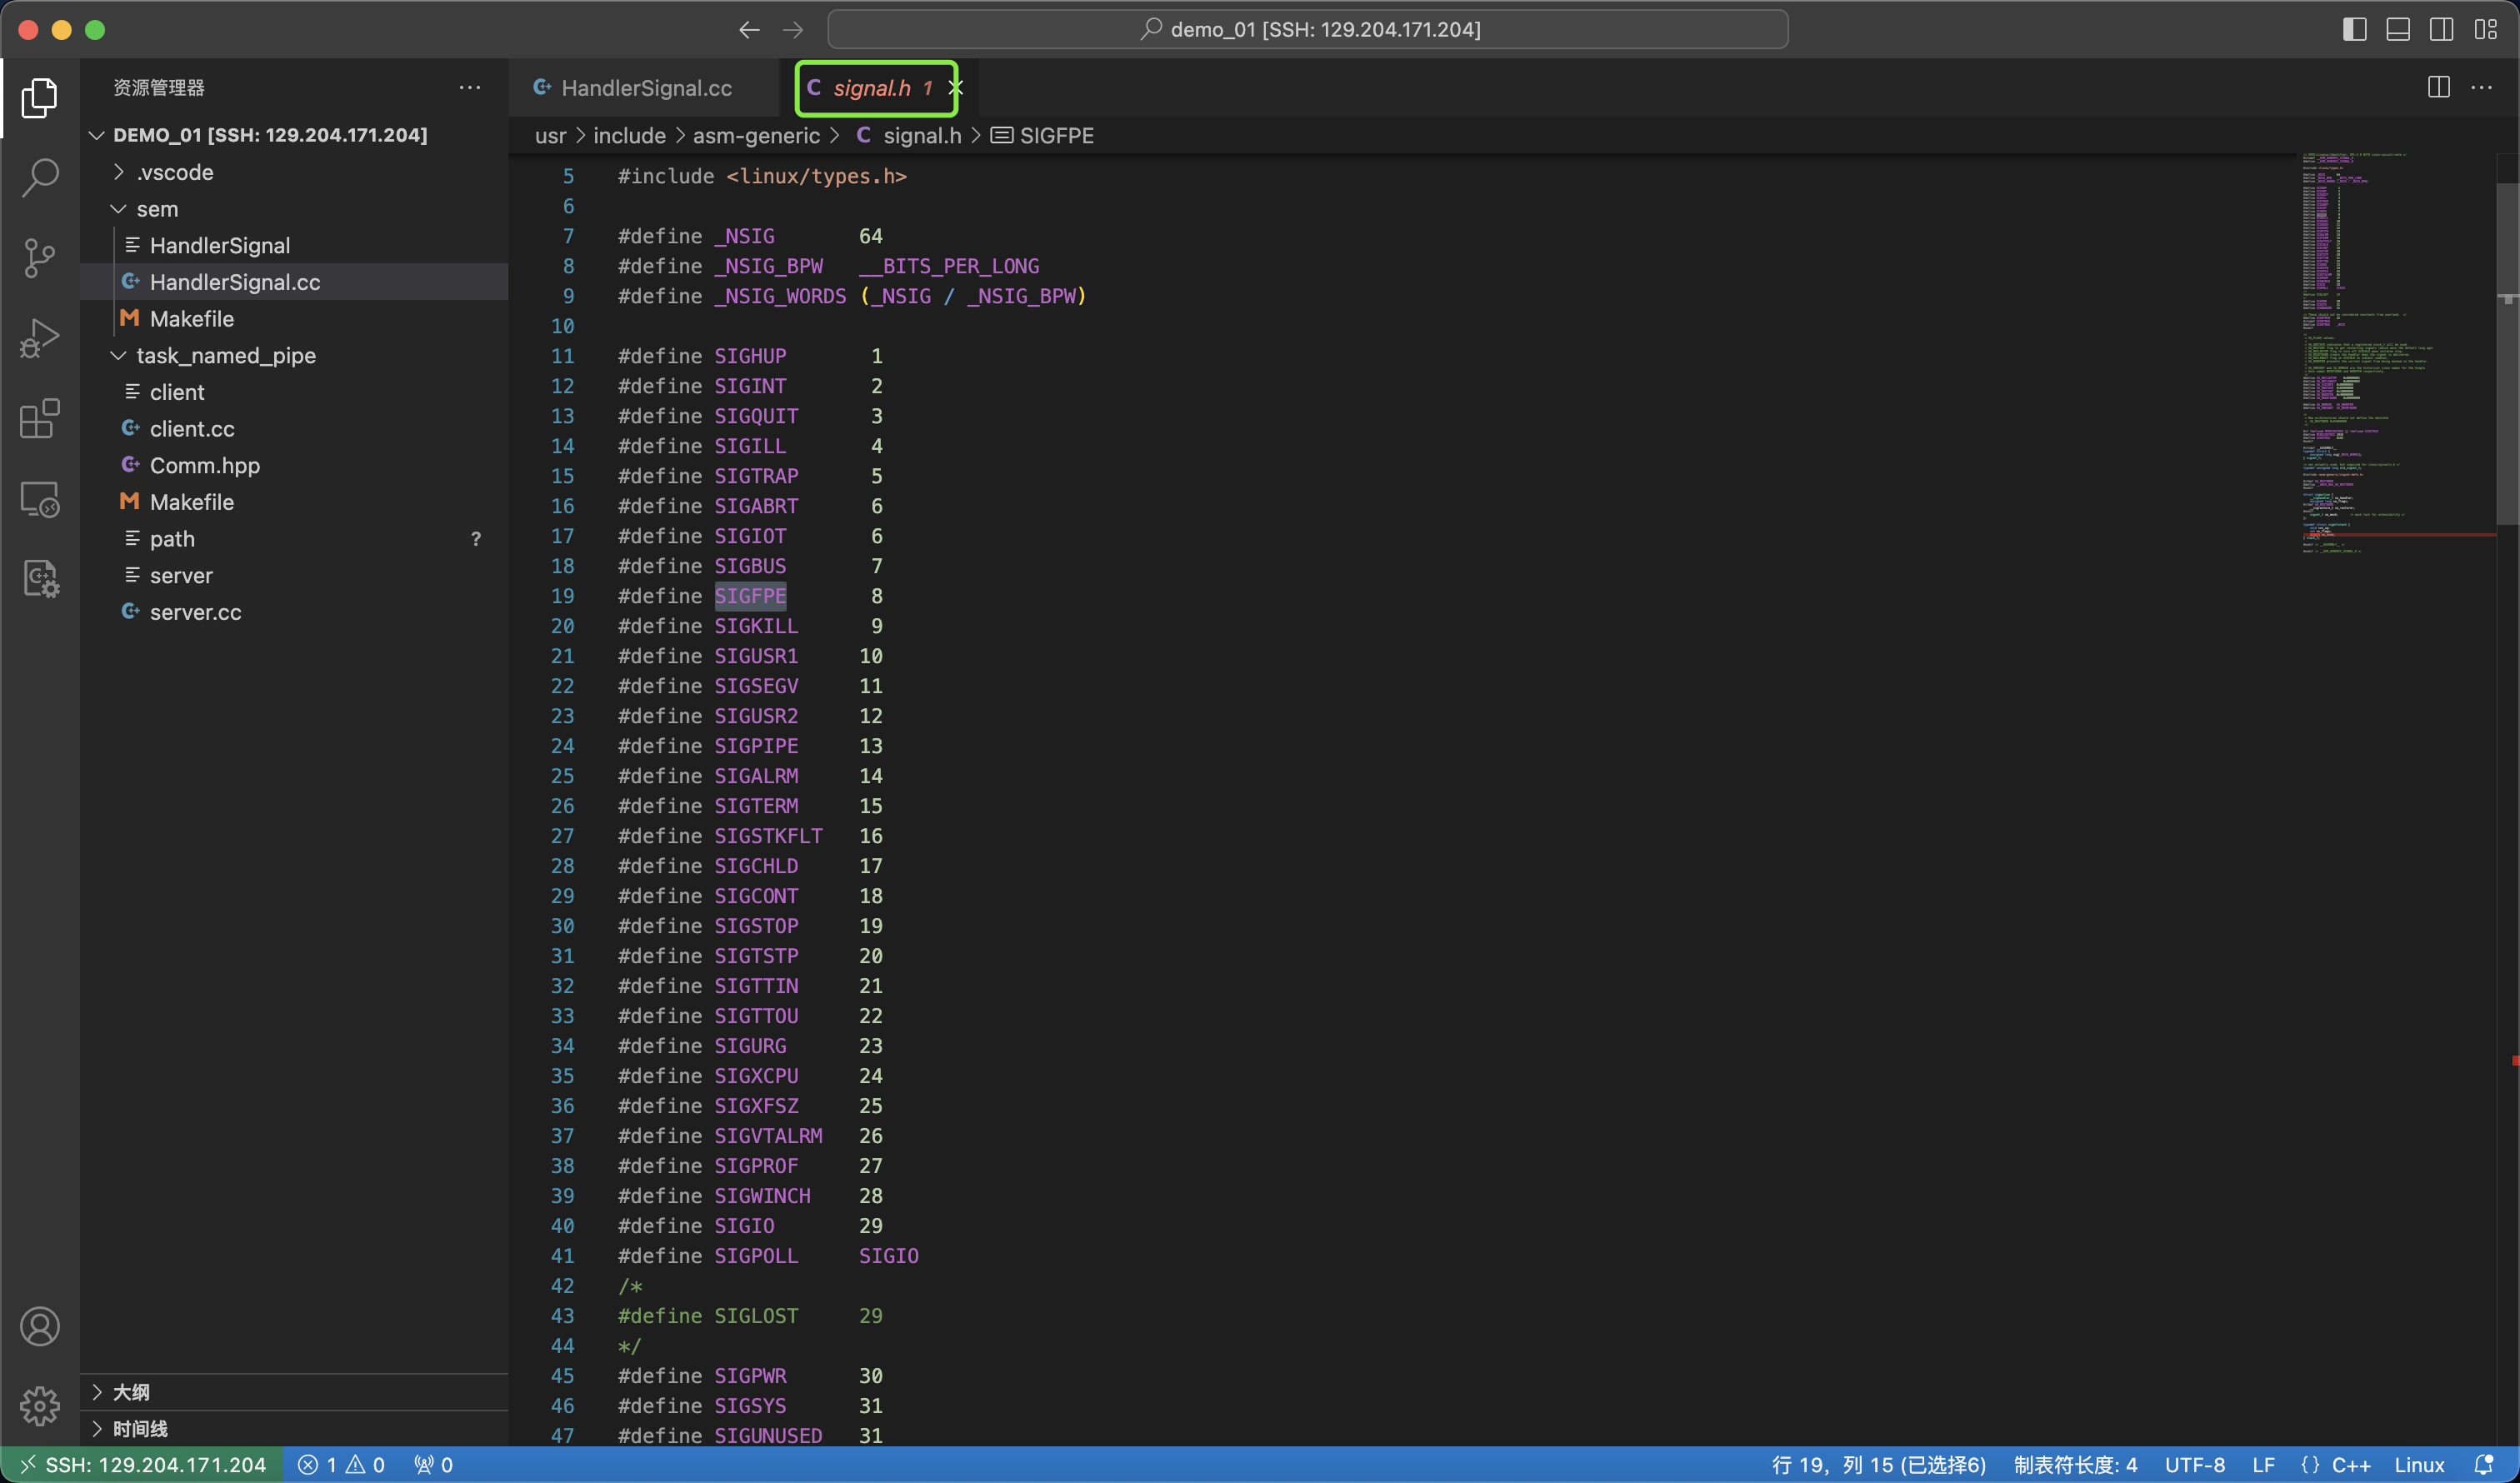 demo_01 [SSH: 129.204.171.204]
资源管理器
HandlerSignal.cc
signal.h 1
DEMO_01 [SSH: 129.204.171.204]
.vscode
sem
HandlerSignal
HandlerSignal.cc
Makefile
task_named_pipe
client
client.cc
Comm.hpp
Makefile
path ?
server
server.cc
大纲
时间线
usr > include > asm-generic > C signal.h > SIGFPE
5 #include <linux/types.h>
6
7 #define _NSIG 64
8 #define _NSIG_BPW __BITS_PER_LONG
9 #define _NSIG_WORDS (_NSIG / _NSIG_BPW)
10
11 #define SIGHUP 1
12 #define SIGINT 2
13 #define SIGQUIT 3
14 #define SIGILL 4
15 #define SIGTRAP 5
16 #define SIGABRT 6
17 #define SIGIOT 6
18 #define SIGBUS 7
19 #define SIGFPE 8
20 #define SIGKILL 9
21 #define SIGUSR1 10
22 #define SIGSEGV 11
23 #define SIGUSR2 12
24 #define SIGPIPE 13
25 #define SIGALRM 14
26 #define SIGTERM 15
27 #define SIGSTKFLT 16
28 #define SIGCHLD 17
29 #define SIGCONT 18
30 #define SIGSTOP 19
31 #define SIGTSTP 20
32 #define SIGTTIN 21
33 #define SIGTTOU 22
34 #define SIGURG 23
35 #define SIGXCPU 24
36 #define SIGXFSZ 25
37 #define SIGVTALRM 26
38 #define SIGPROF 27
39 #define SIGWINCH 28
40 #define SIGIO 29
41 #define SIGPOLL SIGIO
42 /*
43 #define SIGLOST 29
44 */
45 #define SIGPWR 30
46 #define SIGSYS 31
47 #define SIGUNUSED 31
SSH: 129.204.171.204 1 0 0 行 19，列 15 (已选择6) 制表符长度: 4 UTF-8 LF {} C++ Linux